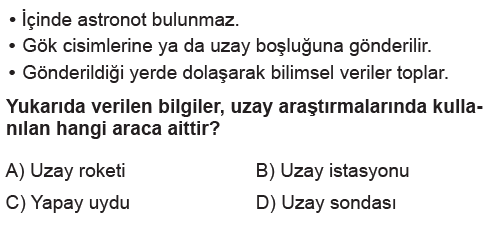 • İçinde astronot bulunmaz.
• Gök cisimlerine ya da uzay boşluğuna gönderilir.
• Gönderildiği yerde dolaşarak bilimsel veriler toplar.
Yukarıda verilen bilgiler, uzay araştırmalarında kulla-
nılan hangi araca aittir?
A) Uzay roketi B) Uzay istasyonu
C) Yapay uydu D) Uzay sondası